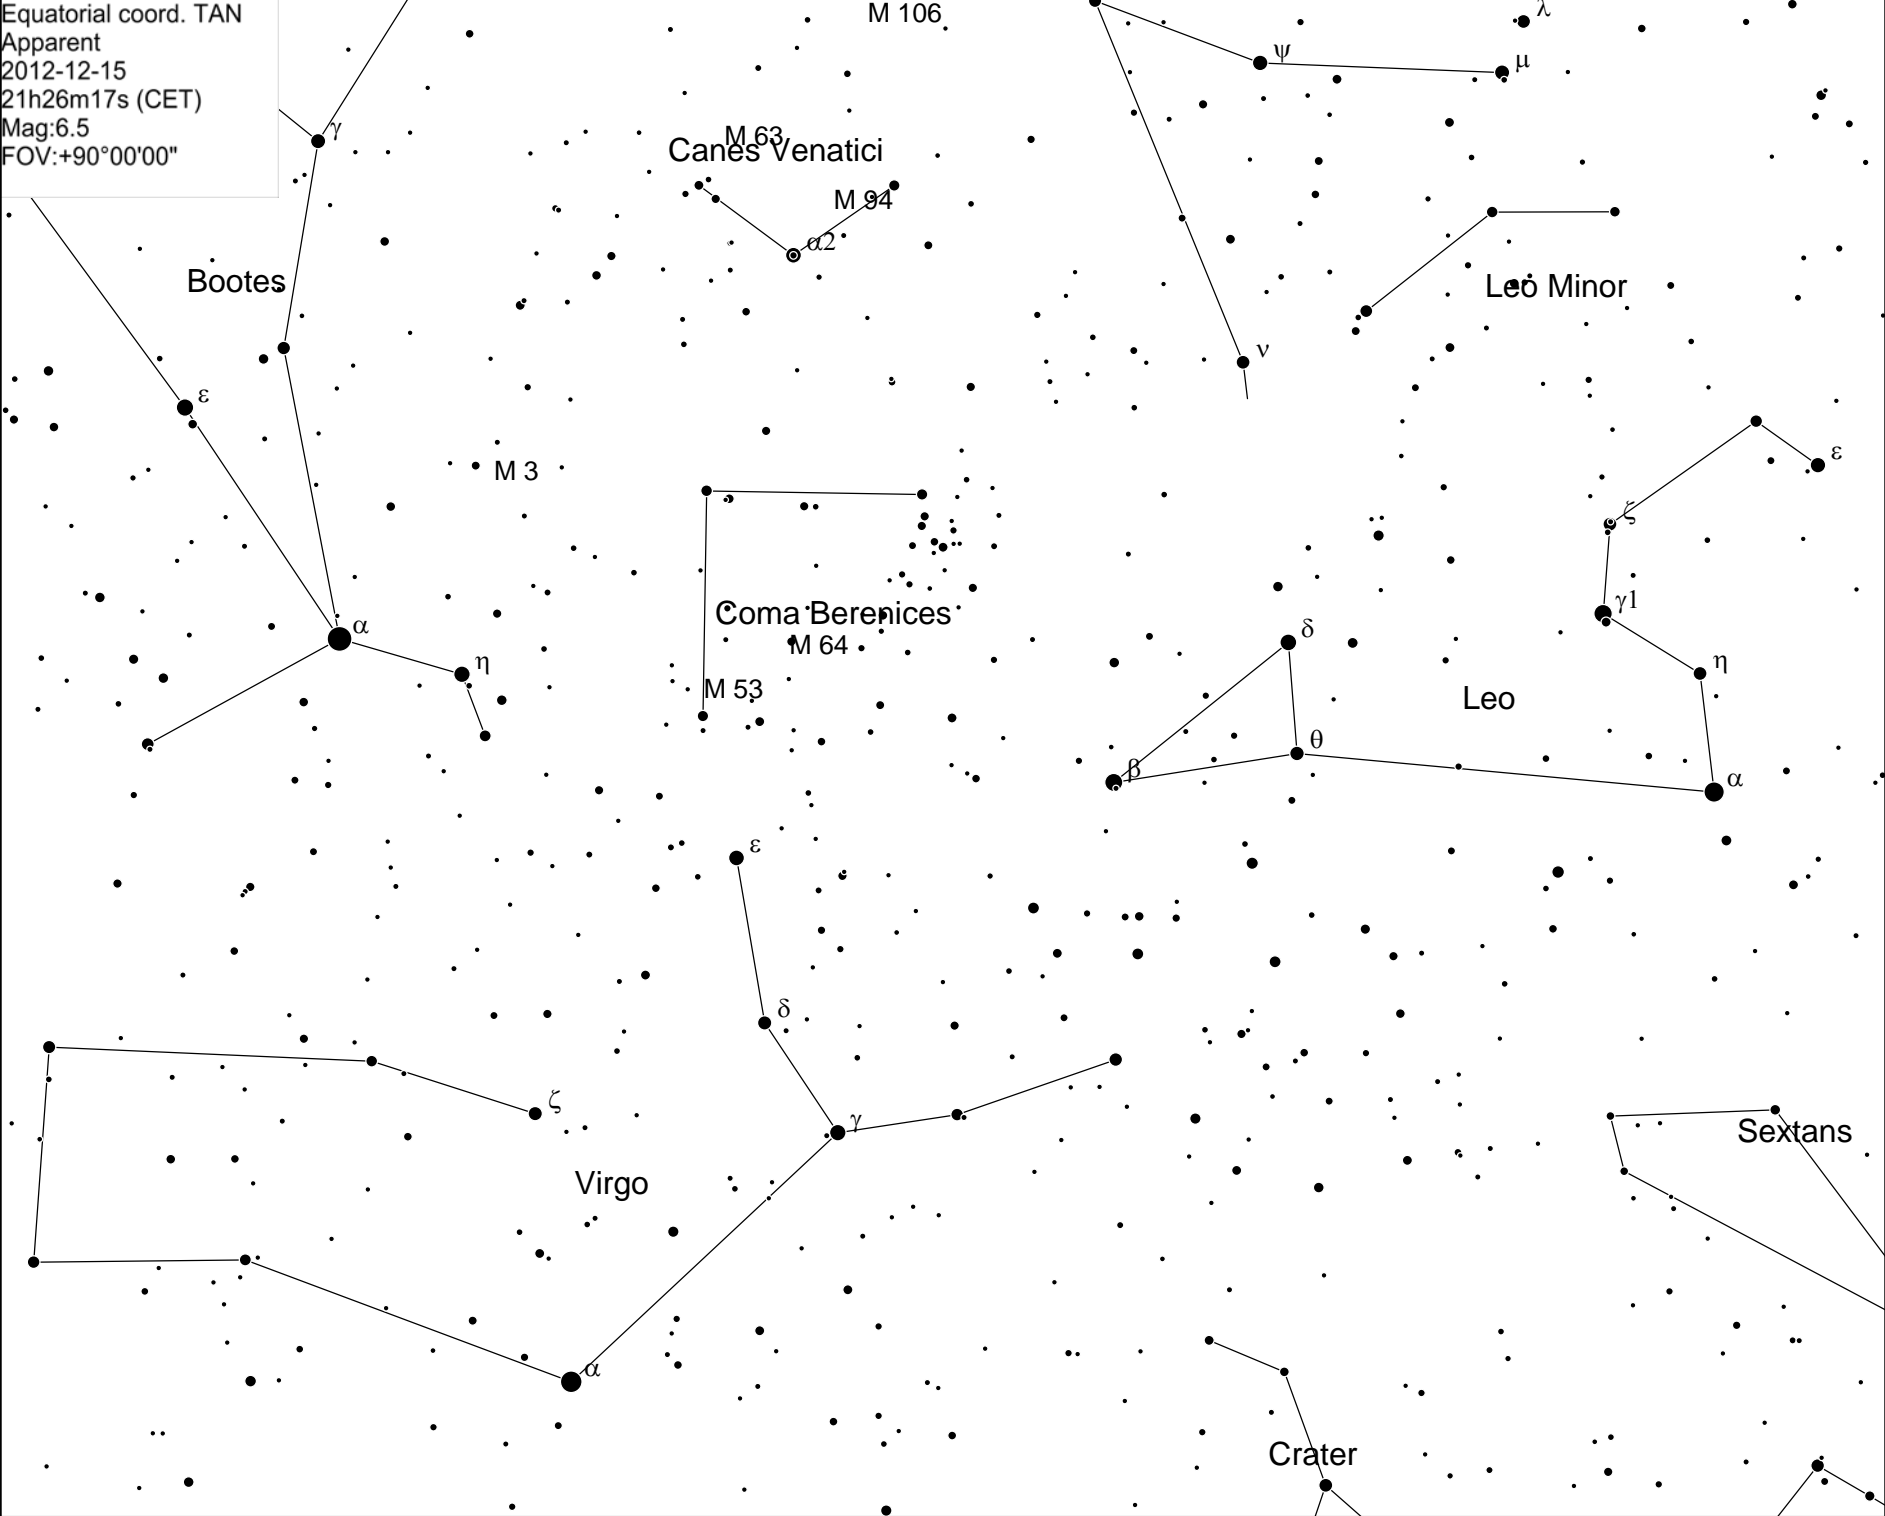 Equatorial coord. TAN
Apparent
2012-12-15
21h26m17s (CET)
Mag:6.5
FOV:+90°00'00"
M 106
λ
ψ
μ
γ
M 63
Canes Venatici
M 94
α2
Bootes
Leo Minor
ν
ε
ε
M 3
ζ
γ1
Coma Berenices
α
δ
M 64
η
η
M 53
Leo
θ
β
α
ε
δ
ζ
γ
Sextans
Virgo
α
Crater